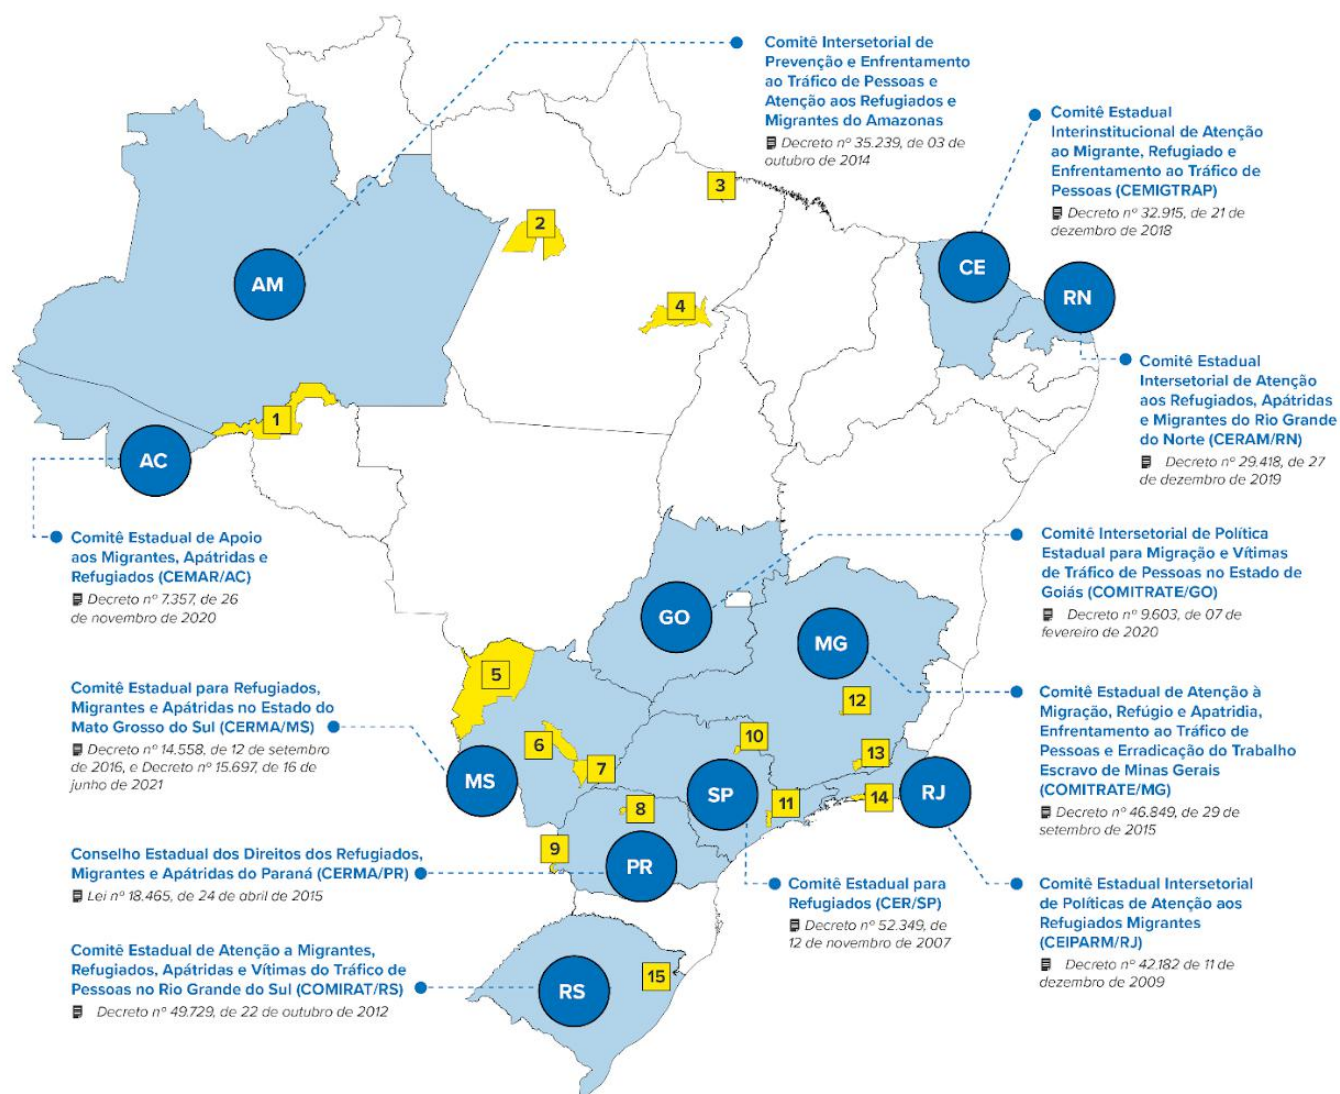 Comitê Intersetorial de
Prevenção e Enfrentamento
ao Tráfico de Pessoas e
Atenção aos Refugiados e
Migrantes do Amazonas
Decreto nº 35.239, de 03 de
outubro de 2014
Comitê Estadual
Interinstitucional de Atenção
ao Migrante, Refugiado e
Enfrentamento ao Tráfico de
Pessoas (CEMIGTRAP)
Decreto nº 32.915, de 21 de
dezembro de 2018
3
2
AM
CE
RN
4
Comitê Estadual
Intersetorial de Atenção
aos Refugiados, Apátridas
e Migrantes do Rio Grande
do Norte (CERAM/RN)
Decreto nº 29.418, de 27
de dezembro de 2019
1
AC
Comitê Estadual de Apoio
aos Migrantes, Apátridas e
Refugiados (CEMAR/AC)
Decreto nº 7.357, de 26
de novembro de 2020
Comitê Intersetorial de Política
Estadual para Migração e Vítimas
de Tráfico de Pessoas no Estado de
Goiás (COMITRATE/GO)
Decreto nº 9.603, de 07 de
fevereiro de 2020
GO
MG
5
Comitê Estadual para Refugiados,
Migrantes e Apátridas no Estado do
Mato Grosso do Sul (CERMA/MS)
Decreto nº 14.558, de 12 de setembro
de 2016, e Decreto nº 15.697, de 16 de
junho de 2021
12
Comitê Estadual de Atenção à
Migração, Refúgio e Apatridia,
Enfrentamento ao Tráfico de
Pessoas e Erradicação do Trabalho
Escravo de Minas Gerais
(COMITRATE/MG)
Decreto nº 46.849, de 29 de
setembro de 2015
6
10
13
7
MS
SP
RJ
14
11
8
9
PR
Conselho Estadual dos Direitos dos Refugiados,
Migrantes e Apátridas do Paraná (CERMA/PR)
Lei nº 18.465, de 24 de abril de 2015
Comitê Estadual para
Refugiados (CER/SP)
Decreto nº 52.349, de
12 de novembro de 2007
Comitê Estadual Intersetorial
de Políticas de Atenção aos
Refugiados Migrantes
(CEIPARM/RJ)
Decreto nº 42.182 de 11 de
dezembro de 2009
Comitê Estadual de Atenção a Migrantes,
Refugiados, Apátridas e Vítimas do Tráfico de
Pessoas no Rio Grande do Sul (COMIRAT/RS)
Decreto nº 49.729, de 22 de outubro de 2012
RS
15